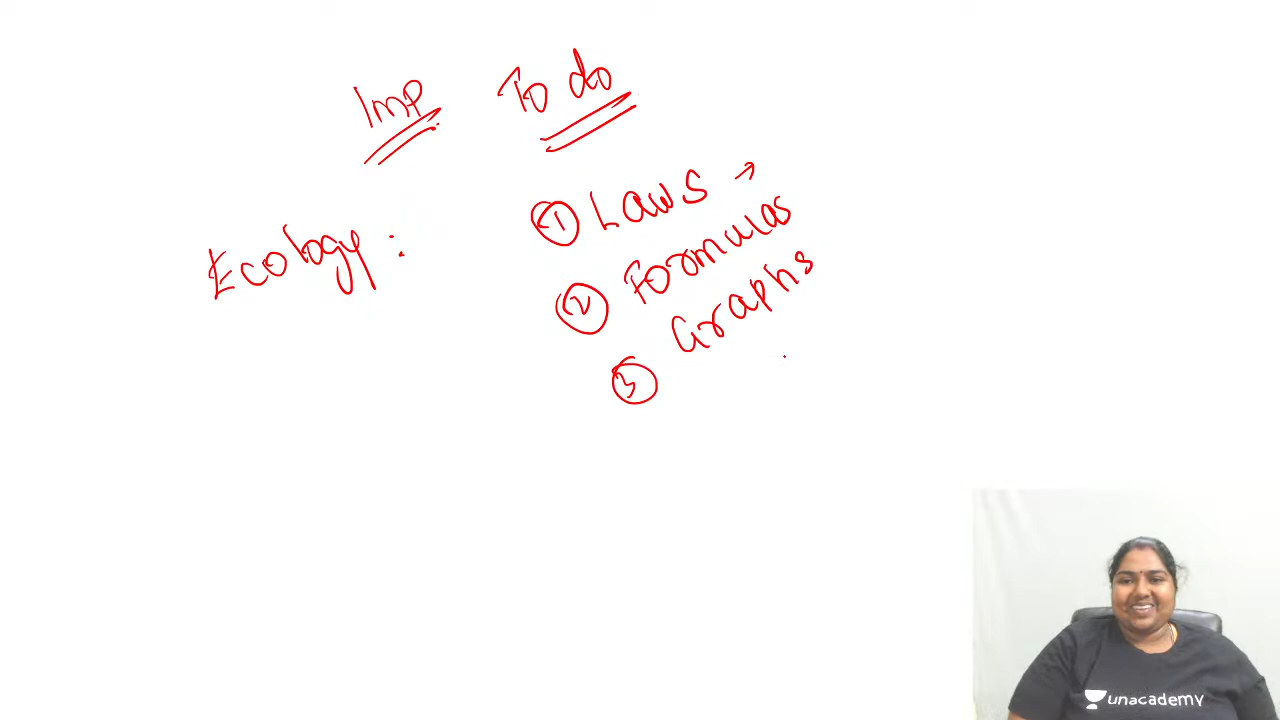 Imp To do
Ecology :
① Laws →
② Formulas
③ Graphs
unacademy